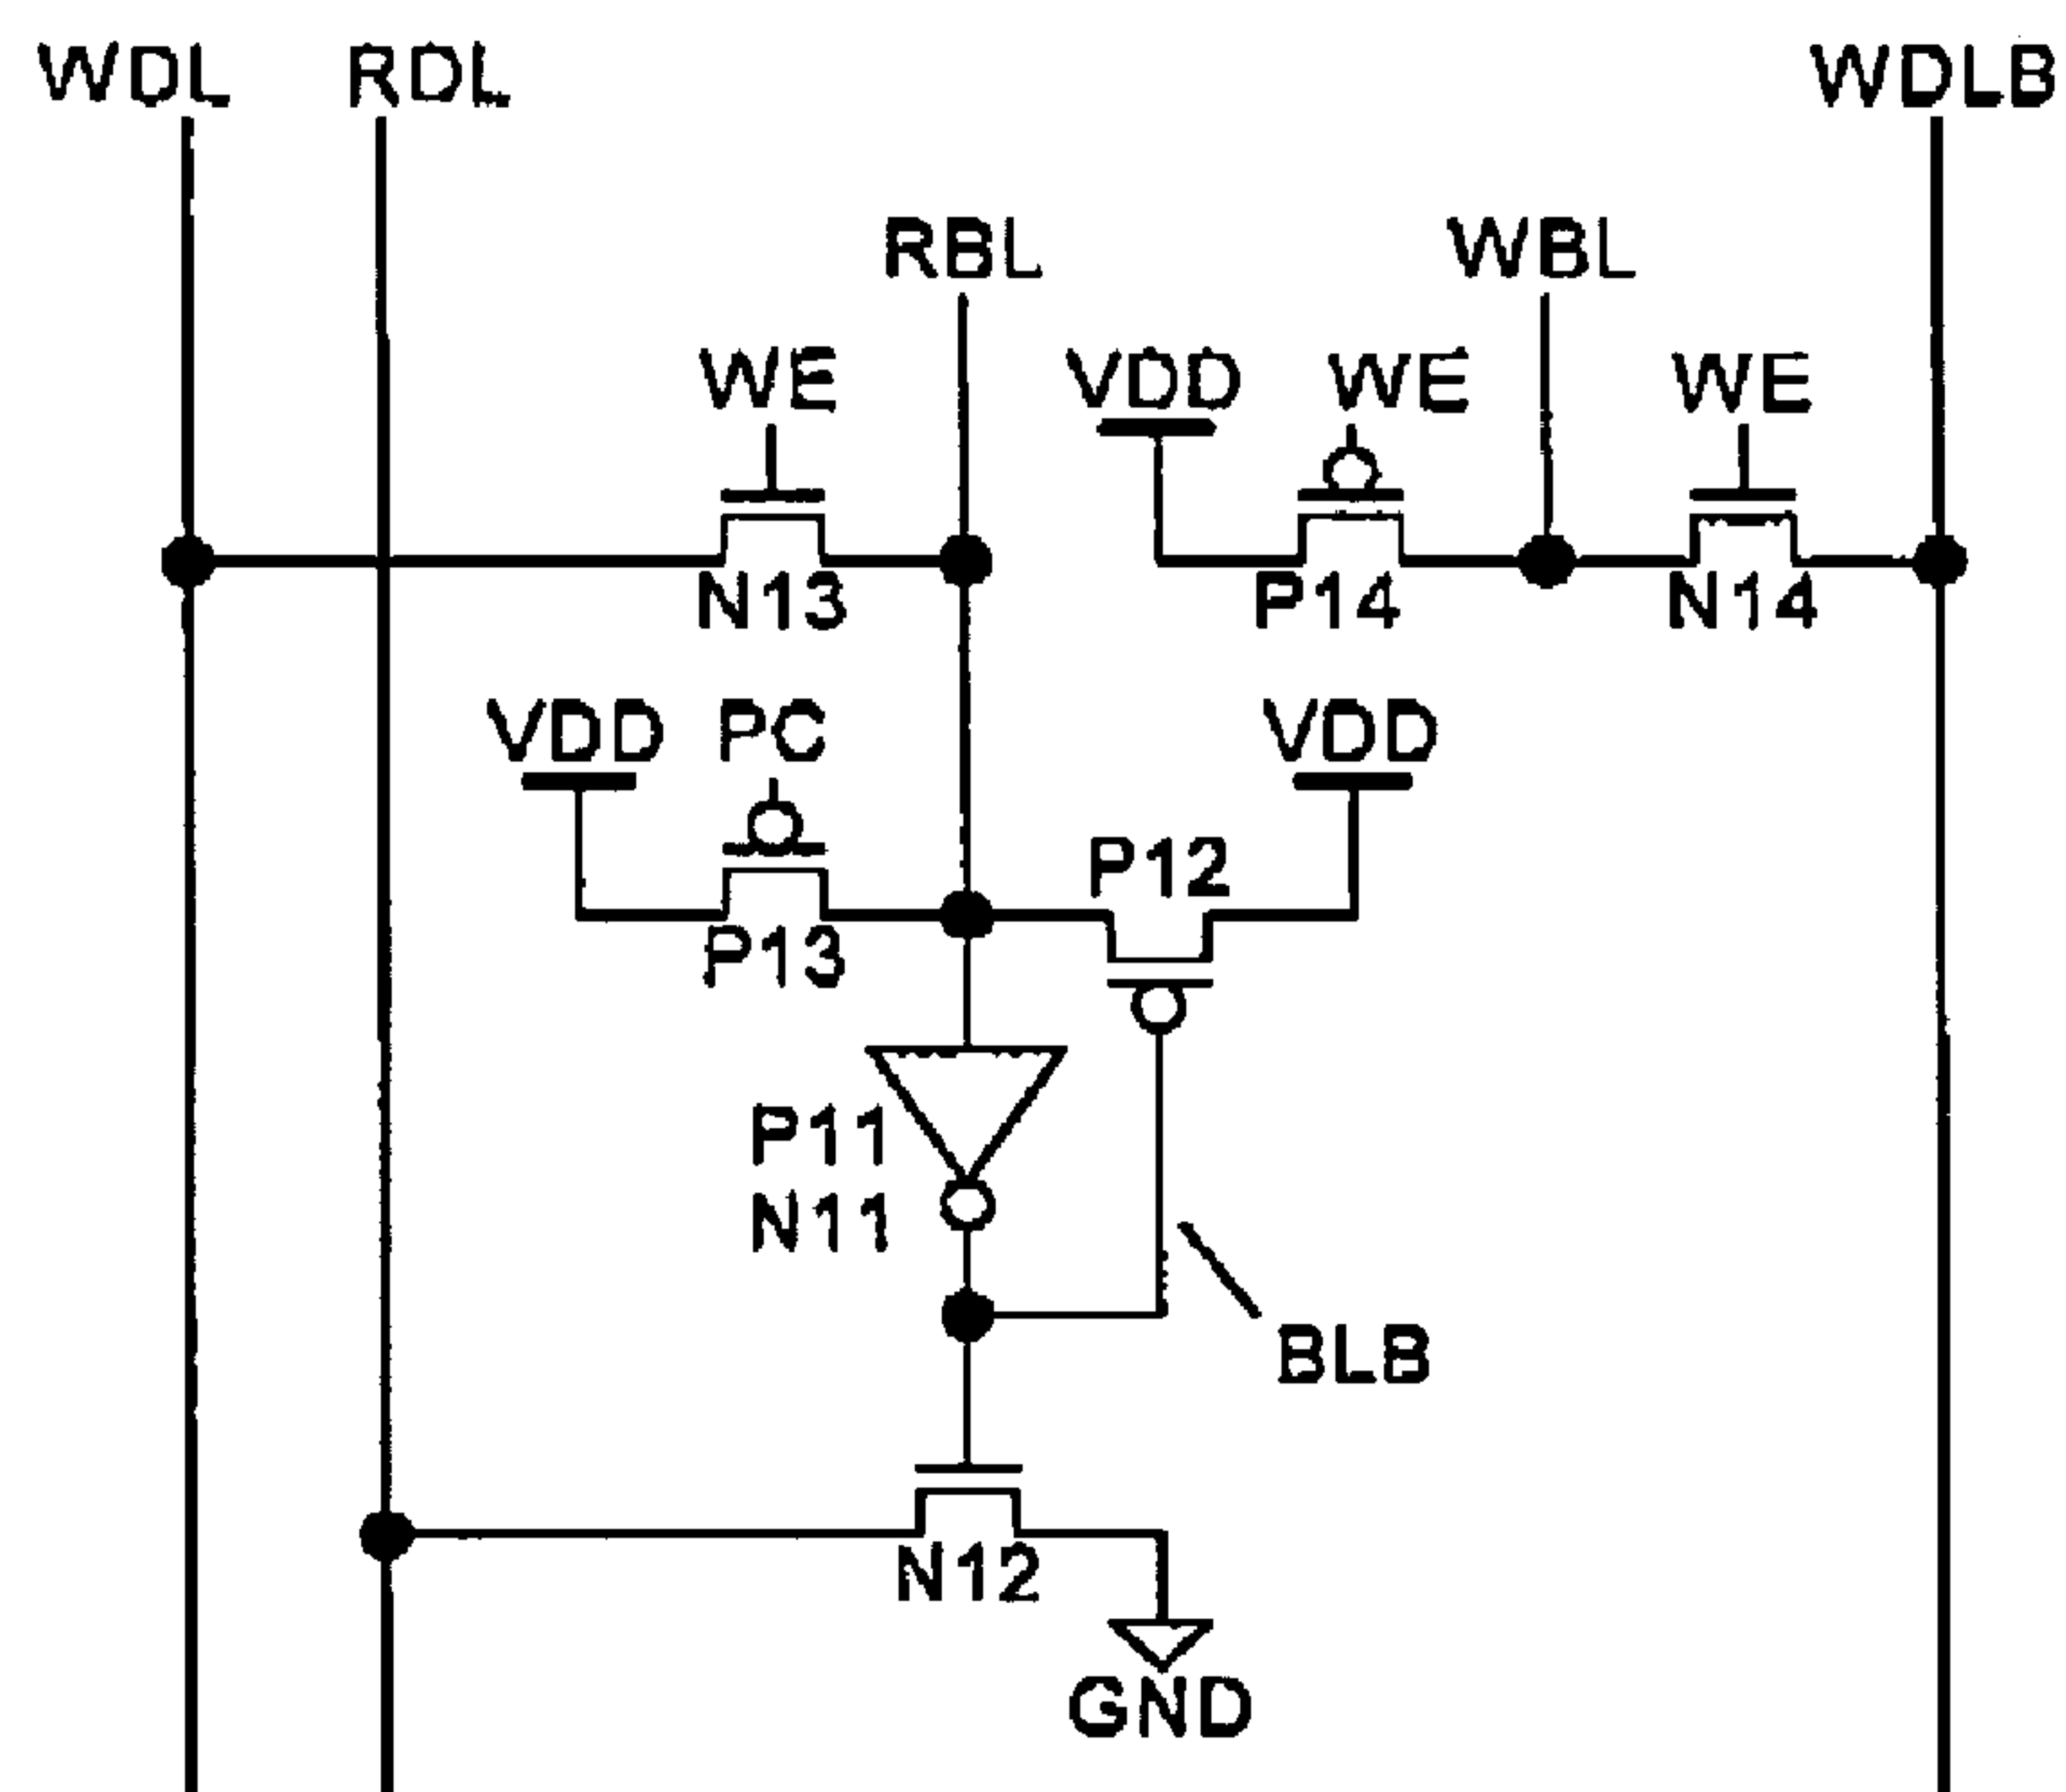 WDL RDL WDLB
RBL WBL
WE VDD WE WE
N13 P14 N14
VDD PC VDD
P12
P13
P11
N11
BLB
N12
GND